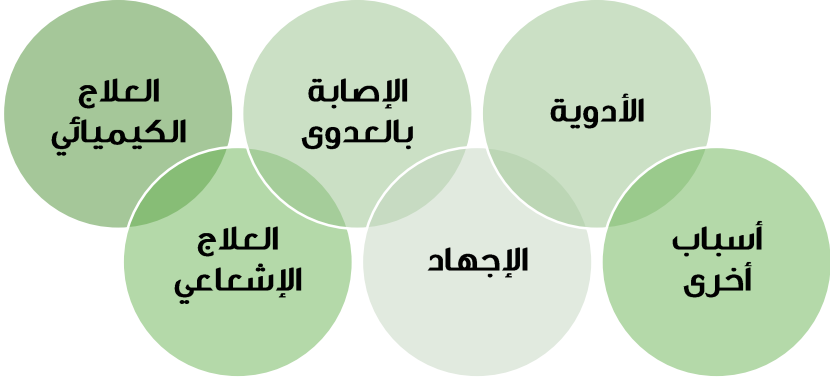 الأدوية
الإصابة
بالعدوى
العلاج
الكيميائي
أسباب
أخرى
الإجهاد
العلاج
الإشعاعي